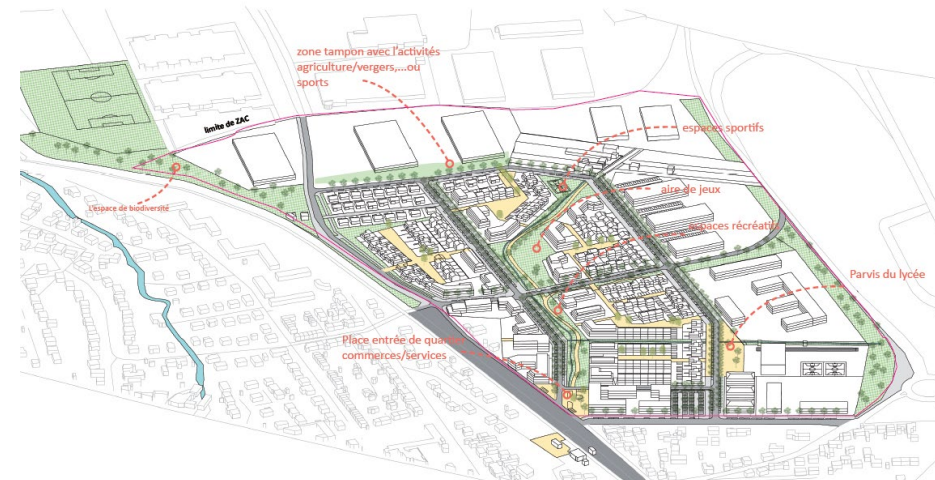 zone tampon avec l'activités
agriculture/vergers,...ou
sports
limite de ZAC
espaces sportifs
L'espace de biodiversité
aire de jeux
espaces récréatifs
Parvis du lycée
Place entrée de quartier
commerces/services